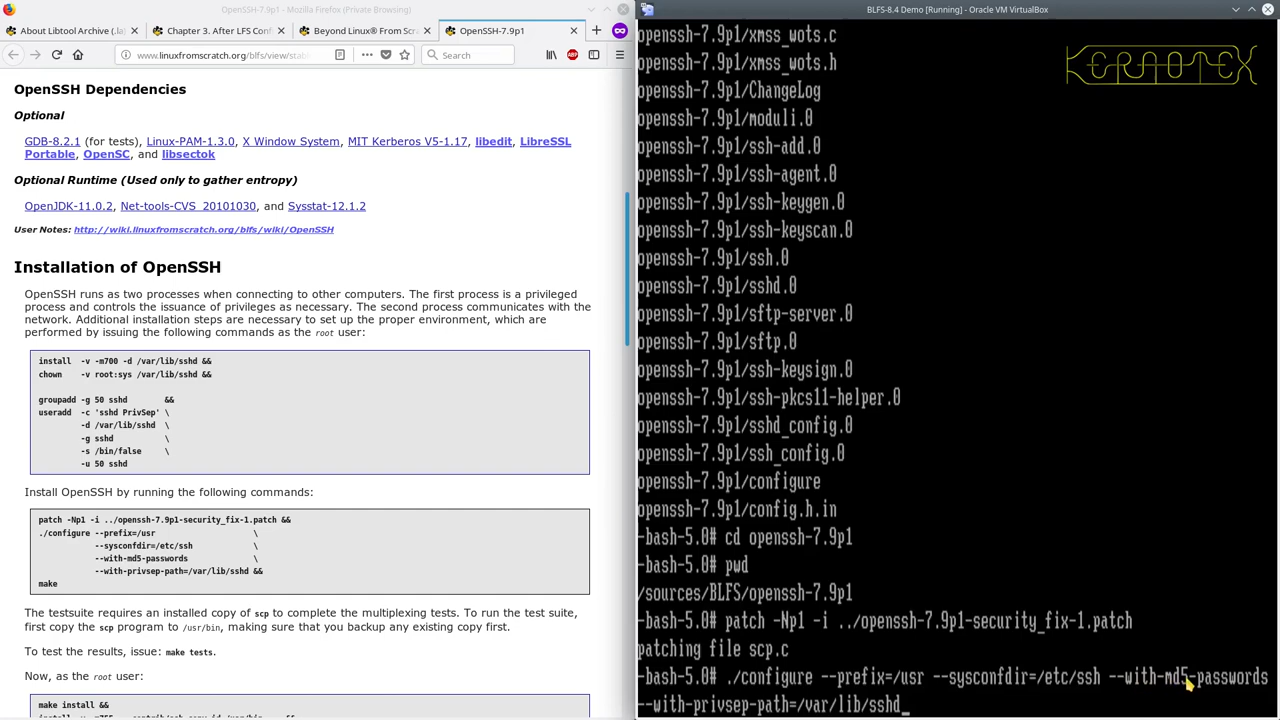 OpenSSH-7.9p1 - Mozilla Firefox (Private Browsing)
About Libtool Archive (.la)
Chapter 3. After LFS Conf
Beyond Linux® From Scra
OpenSSH-7.9p1
www.linuxfromscratch.org/blfs/view/stab
Search
OpenSSH Dependencies
Optional
GDB-8.2.1 (for tests), Linux-PAM-1.3.0, X Window System, MIT Kerberos V5-1.17, libedit, LibreSSL
Portable, OpenSC, and libsectok
Optional Runtime (Used only to gather entropy)
OpenJDK-11.0.2, Net-tools-CVS_20101030, and Sysstat-12.1.2
User Notes: http://wiki.linuxfromscratch.org/blfs/wiki/OpenSSH
Installation of OpenSSH
OpenSSH runs as two processes when connecting to other computers. The first process is a privileged
process and controls the issuance of privileges as necessary. The second process communicates with the
network. Additional installation steps are necessary to set up the proper environment, which are
performed by issuing the following commands as the root user:
install  -v -m700 -d /var/lib/sshd &&
chown    -v root:sys /var/lib/sshd &&
groupadd -g 50 sshd        &&
useradd  -c 'sshd PrivSep' \
-d /var/lib/sshd  \
-g sshd           \
-s /bin/false     \
-u 50 sshd
Install OpenSSH by running the following commands:
patch -Np1 -i ../openssh-7.9p1-security_fix-1.patch &&
./configure --prefix=/usr                     \
--sysconfdir=/etc/ssh             \
--with-md5-passwords              \
--with-privsep-path=/var/lib/sshd &&
make
The testsuite requires an installed copy of scp to complete the multiplexing tests. To run the test suite,
first copy the scp program to /usr/bin, making sure that you backup any existing copy first.
To test the results, issue: make tests.
Now, as the root user:
make install &&
BLFS-8.4 Demo [Running] - Oracle VM VirtualBox
KERNOTEX
openssh-7.9p1/xmss_wots.c
openssh-7.9p1/xmss_wots.h
openssh-7.9p1/ChangeLog
openssh-7.9p1/moduli.0
openssh-7.9p1/ssh-add.0
openssh-7.9p1/ssh-agent.0
openssh-7.9p1/ssh-keygen.0
openssh-7.9p1/ssh-keyscan.0
openssh-7.9p1/ssh.0
openssh-7.9p1/sshd.0
openssh-7.9p1/sftp-server.0
openssh-7.9p1/sftp.0
openssh-7.9p1/ssh-keysign.0
openssh-7.9p1/ssh-pkcs11-helper.0
openssh-7.9p1/sshd_config.0
openssh-7.9p1/ssh_config.0
openssh-7.9p1/configure
openssh-7.9p1/config.h.in
-bash-5.0# cd openssh-7.9p1
-bash-5.0# pwd
/sources/BLFS/openssh-7.9p1
-bash-5.0# patch -Np1 -i ../openssh-7.9p1-security_fix-1.patch
patching file scp.c
-bash-5.0# ./configure --prefix=/usr --sysconfdir=/etc/ssh --with-md5-passwords
--with-privsep-path=/var/lib/sshd_